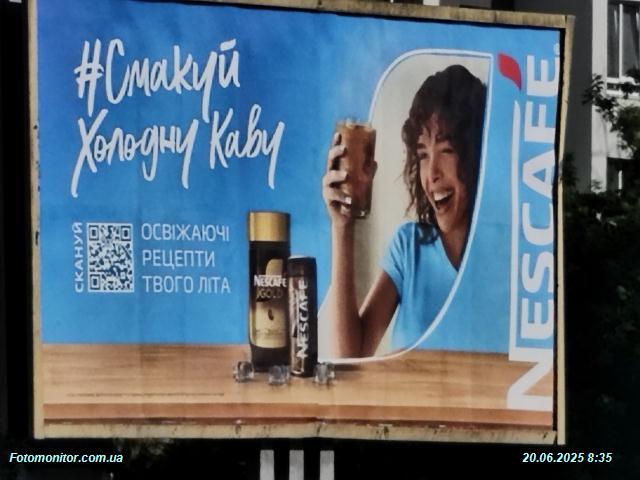 #Смакуй
Холодну Каву
СКАНУЙ
ОСВІЖАЮЧІ
РЕЦЕПТИ
ТВОГО ЛІТА
NESCAFÉ
GOLD
NESCAFÉ
NESCAFÉ
Fotomonitor.com.ua
20.06.2025 8:35